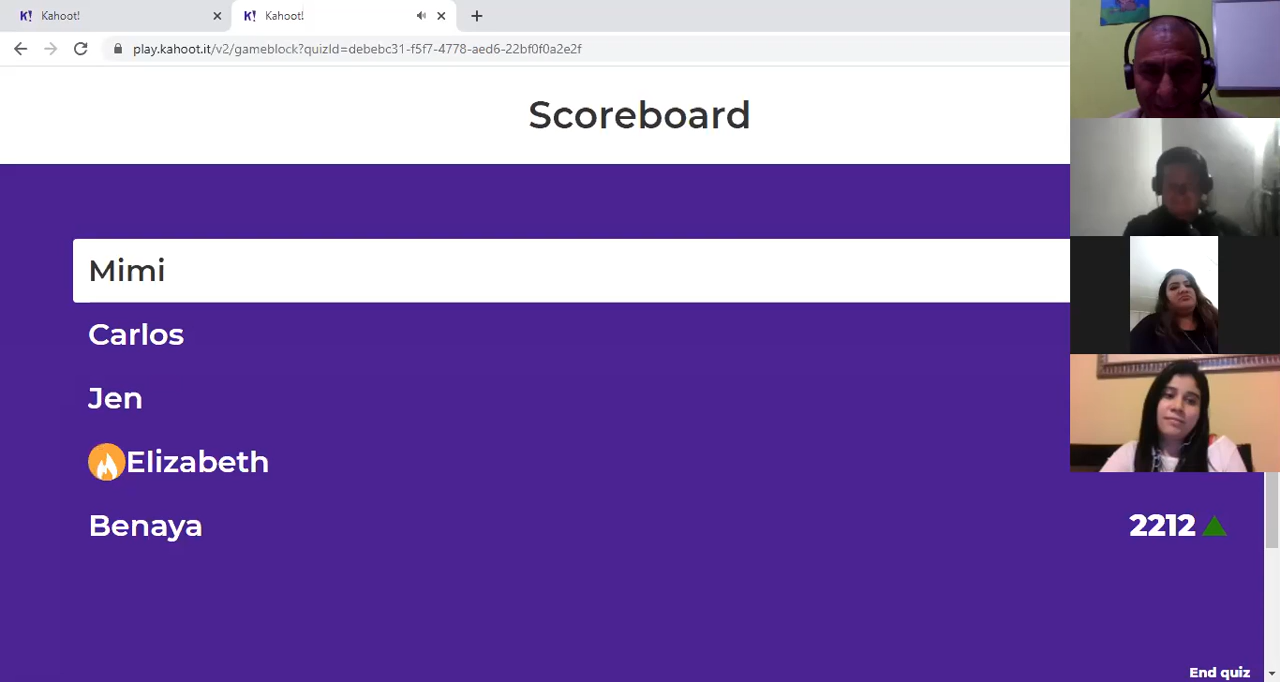 K! Kahoot!
K! Kahoot!
play.kahoot.it/v2/gameblock?quizId=debebc31-f5f7-4778-aed6-22bf0f0a2e2f
Scoreboard
Mimi
Carlos
Jen
Elizabeth
Benaya 2212
End quiz